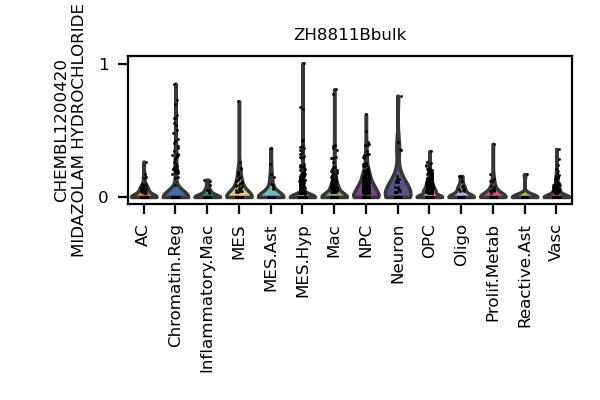 ZH8811Bbulk
CHEMBL1200420
MIDAZOLAM HYDROCHLORIDE
1
0
AC
Chromatin.Reg
Inflammatory.Mac
MES
MES.Ast
MES.Hyp
Mac
NPC
Neuron
OPC
Oligo
Prolif.Metab
Reactive.Ast
Vasc